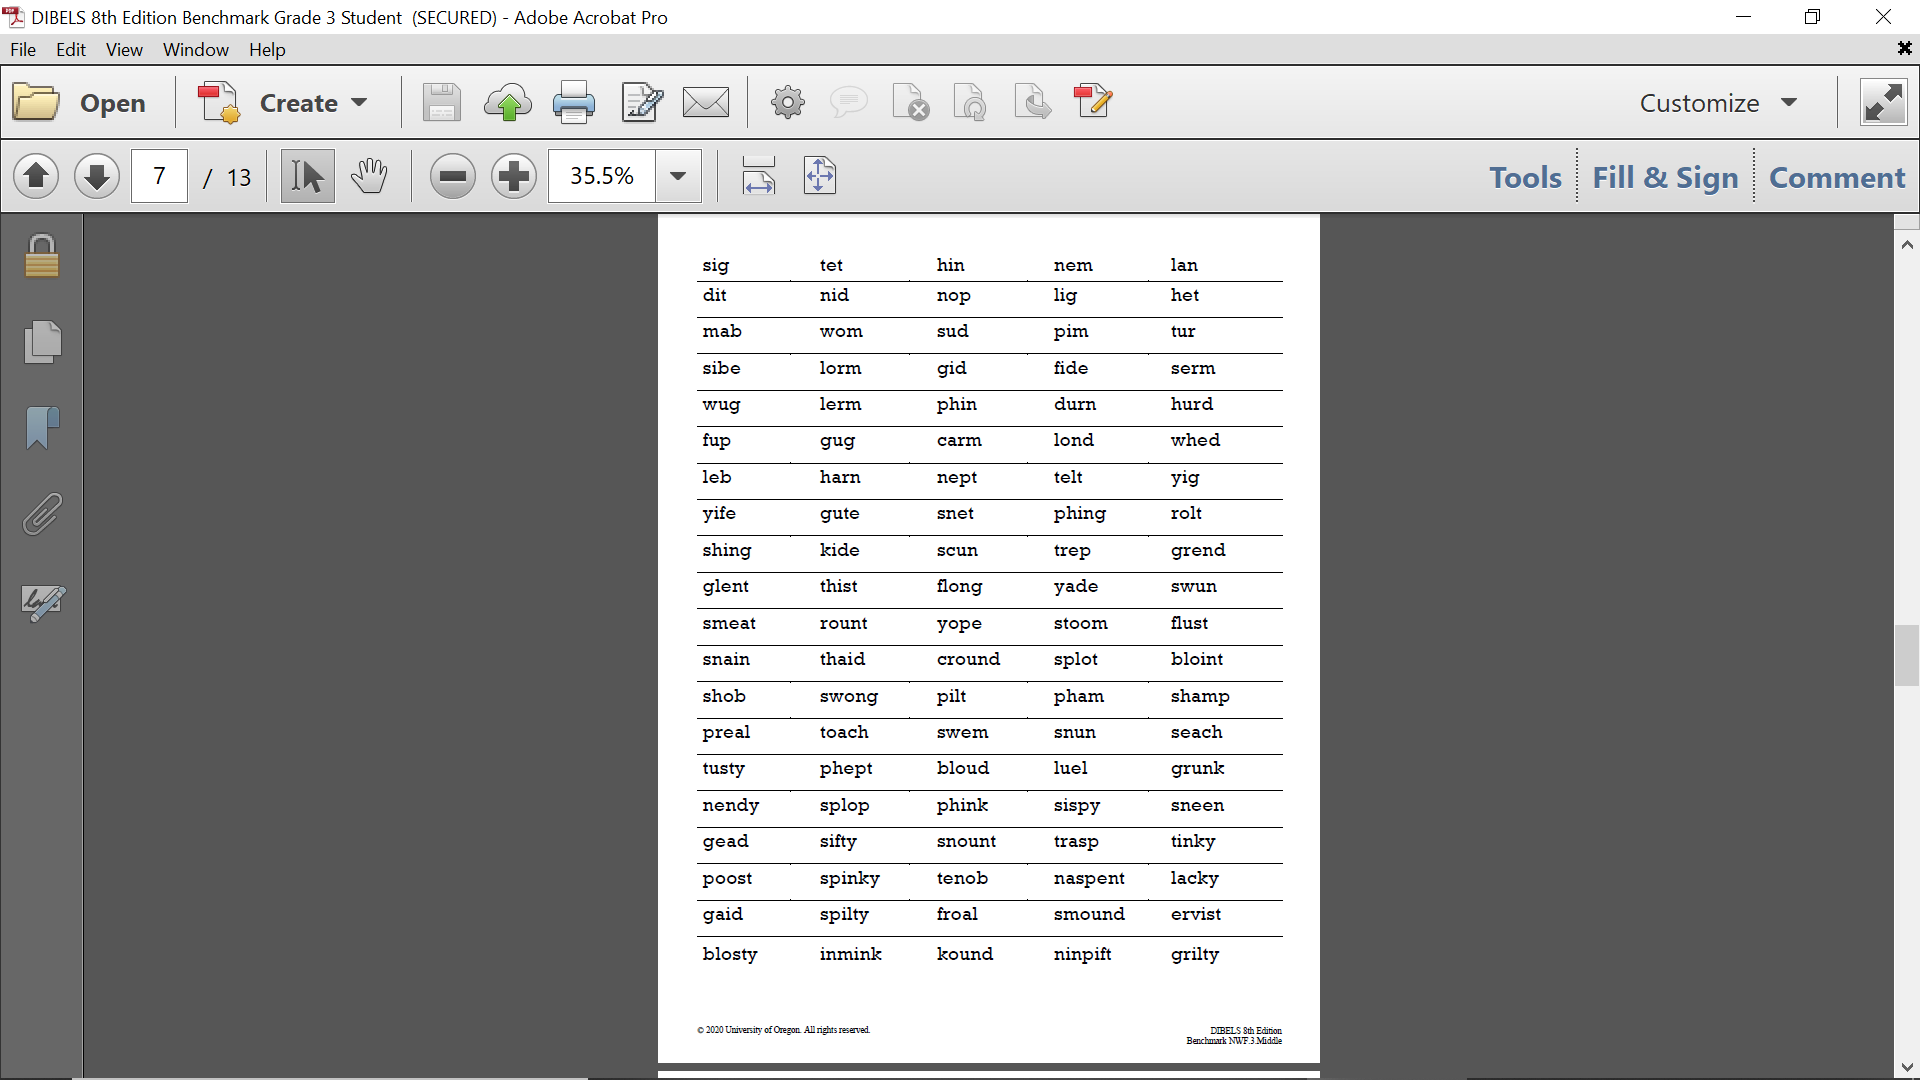 DIBELS 8th Edition Benchmark Grade 3 Student (SECURED) - Adobe Acrobat Pro
File Edit View Window Help
Open Create Customize
7 / 13 35.5% Tools Fill & Sign Comment
sig tet hin nem lan
dit nid nop lig het
mab wom sud pim tur
sibe lorm gid fide serm
wug lerm phin durn hurd
fup gug carm lond whed
leb harn nept telt yig
yife gute snet phing rolt
shing kide scun trep grend
glent thist flong yade swun
smeat rount yope stoom flust
snain thaid cround splot bloint
shob swong pilt pham shamp
preal toach swem snun seach
tusty phept bloud luel grunk
nendy splop phink sispy sneen
gead sifty snount trasp tinky
poost spinky tenob naspent lacky
gaid spilty froal smound ervist
blosty inmink kound ninpift grilty
© 2020 University of Oregon. All rights reserved. DIBELS 8th Edition
Benchmark NWF.3.Middle